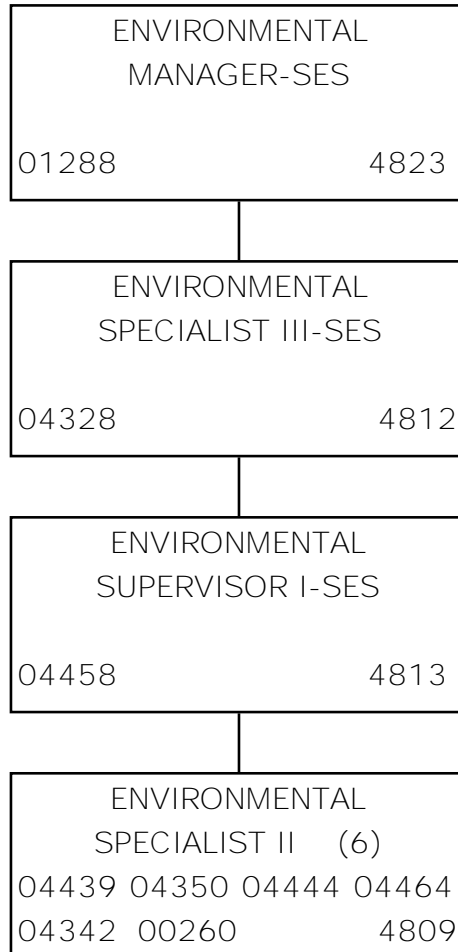 ENVIRONMENTAL
MANAGER-SES
01288 4823
ENVIRONMENTAL
SPECIALIST III-SES
04328 4812
ENVIRONMENTAL
SUPERVISOR I-SES
04458 4813
ENVIRONMENTAL
SPECIALIST II (6)
04439 04350 04444 04464
04342 00260 4809